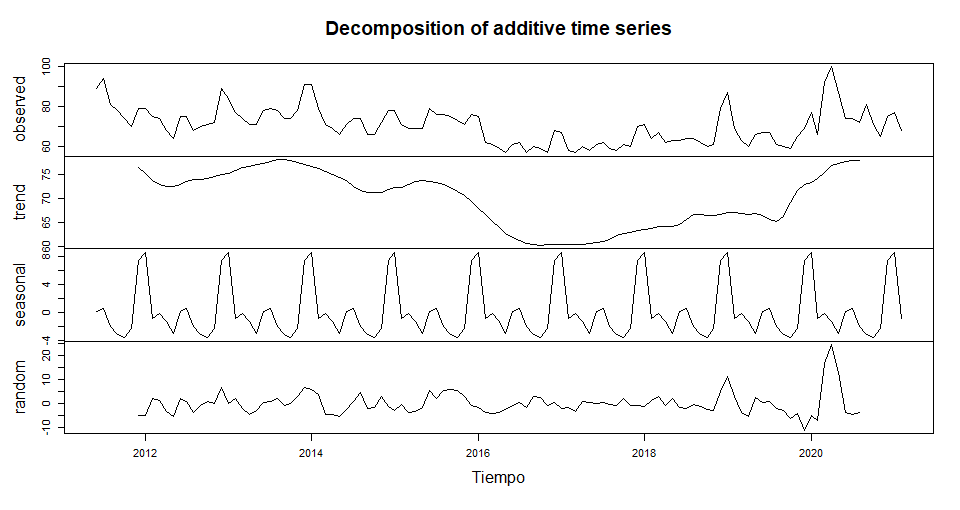 Decomposition of additive time series
observed
60 80 100
trend
60 65 70 75
seasonal
-4 0 4 8
random
-10 0 10 20
2012 2014 2016 2018 2020
Tiempo